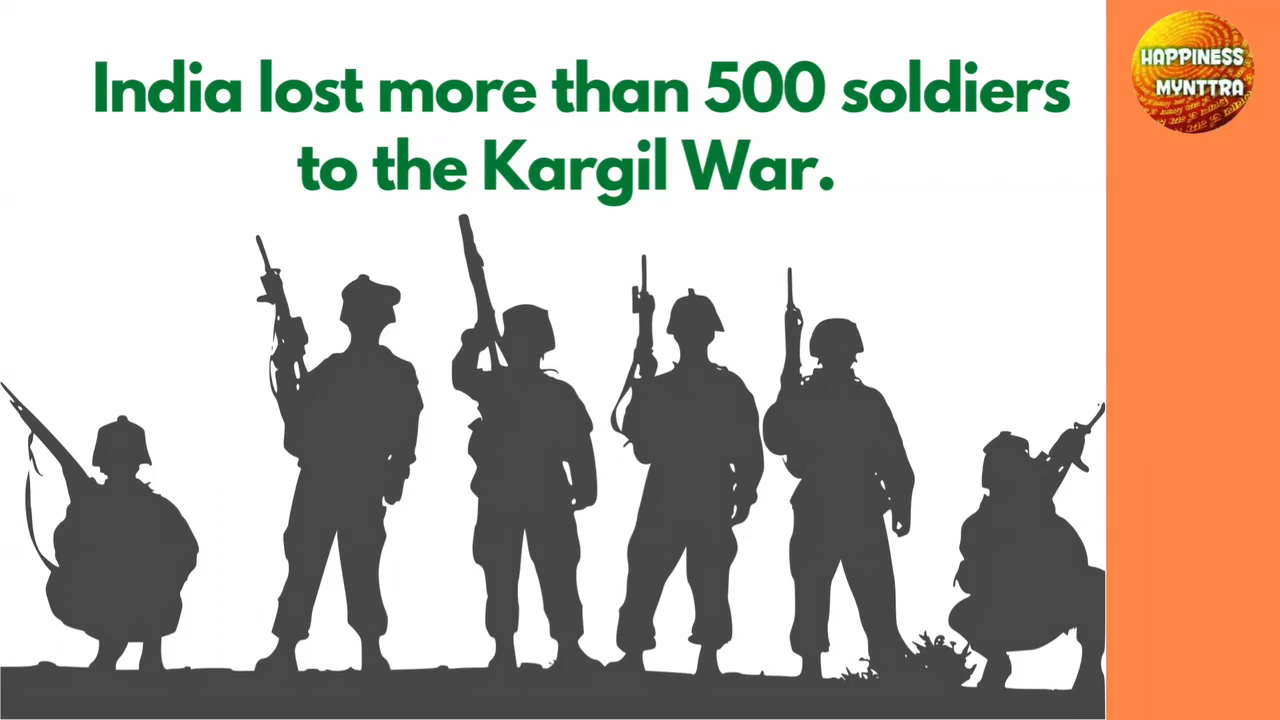 India lost more than 500 soldiers
to the Kargil War.
HAPPINESS
MYNTTRA